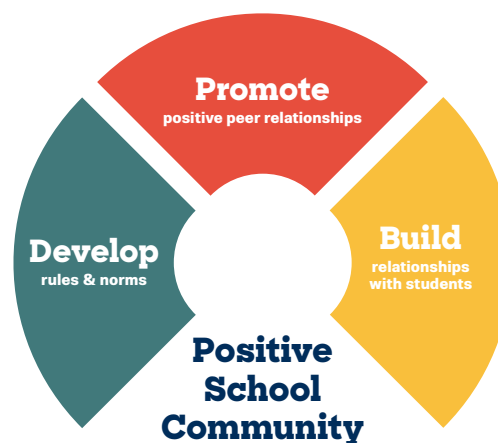 Promote
positive peer relationships
Develop
rules & norms
Build
relationships
with students
Positive
School
Community